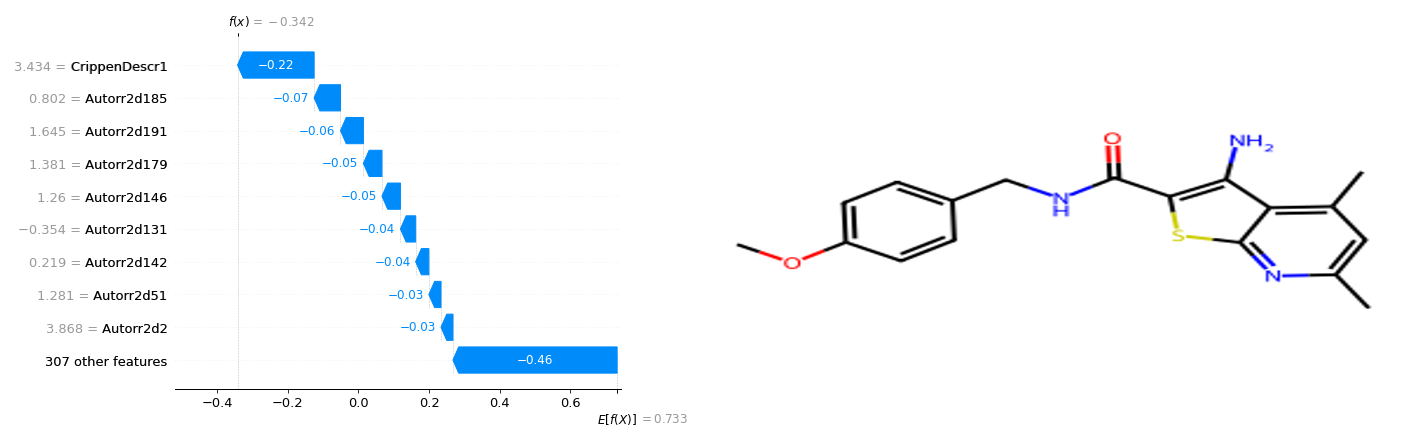 f(x) = −0.342
3.434 = CrippenDescr1
−0.22
0.802 = Autorr2d185
−0.07
1.645 = Autorr2d191
−0.06
1.381 = Autorr2d179
−0.05
1.26 = Autorr2d146
−0.05
−0.354 = Autorr2d131
−0.04
0.219 = Autorr2d142
−0.04
1.281 = Autorr2d51
−0.03
3.868 = Autorr2d2
−0.03
307 other features
−0.46
−0.4 −0.2 0.0 0.2 0.4 0.6
E[f(X)] = 0.733
O
NH2
N
H
S
O
N